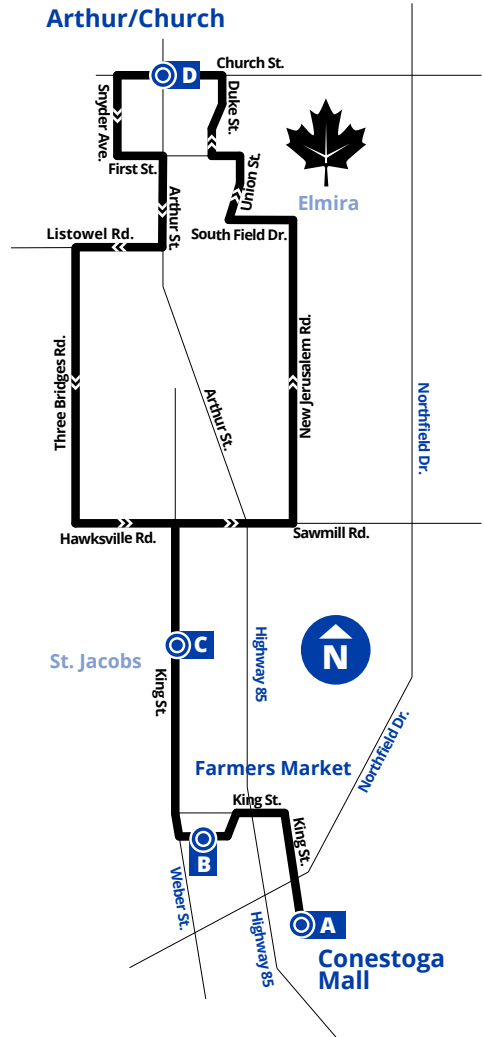 Arthur/Church
Church St.
D
Snyder Ave.
Duke St.
First St.
Union St.
Elmira
Arthur St.
Listowel Rd.
South Field Dr.
Three Bridges Rd.
New Jerusalem Rd.
Arthur St.
Northfield Dr.
Hawksville Rd.
Sawmill Rd.
C
St. Jacobs
Highway 85
N
King St.
Northfield Dr.
Farmers Market
King St.
King St.
B
Weber St.
A
Highway 85
Conestoga
Mall